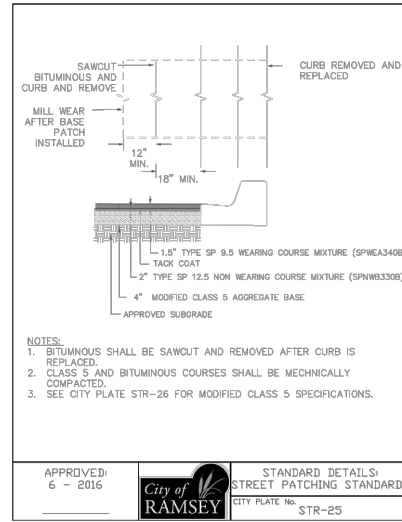 SAWCUT
BITUMINOUS AND
CURB AND REMOVE
CURB REMOVED AND
REPLACED
MILL WEAR
AFTER BASE
PATCH
INSTALLED
12"
MIN.
18" MIN.
1.5" TYPE SP 9.5 WEARING COURSE MIXTURE (SPWEA340B
TACK COAT
2" TYPE SP 12.5 NON WEARING COURSE MIXTURE (SPNWB330B)
4" MODIFIED CLASS 5 AGGREGATE BASE
APPROVED SUBGRADE
NOTES:
1. BITUMNOUS SHALL BE SAWCUT AND REMOVED AFTER CURB IS
REPLACED.
2. CLASS 5 AND BITUMINOUS COURSES SHALL BE MECHNICALLY
COMPACTED.
3. SEE CITY PLATE STR-26 FOR MODIFIED CLASS 5 SPECIFICATIONS.
APPROVED:
6 - 2016
City of
RAMSEY
STANDARD DETAILS:
STREET PATCHING STANDARD
CITY PLATE No.
STR-25